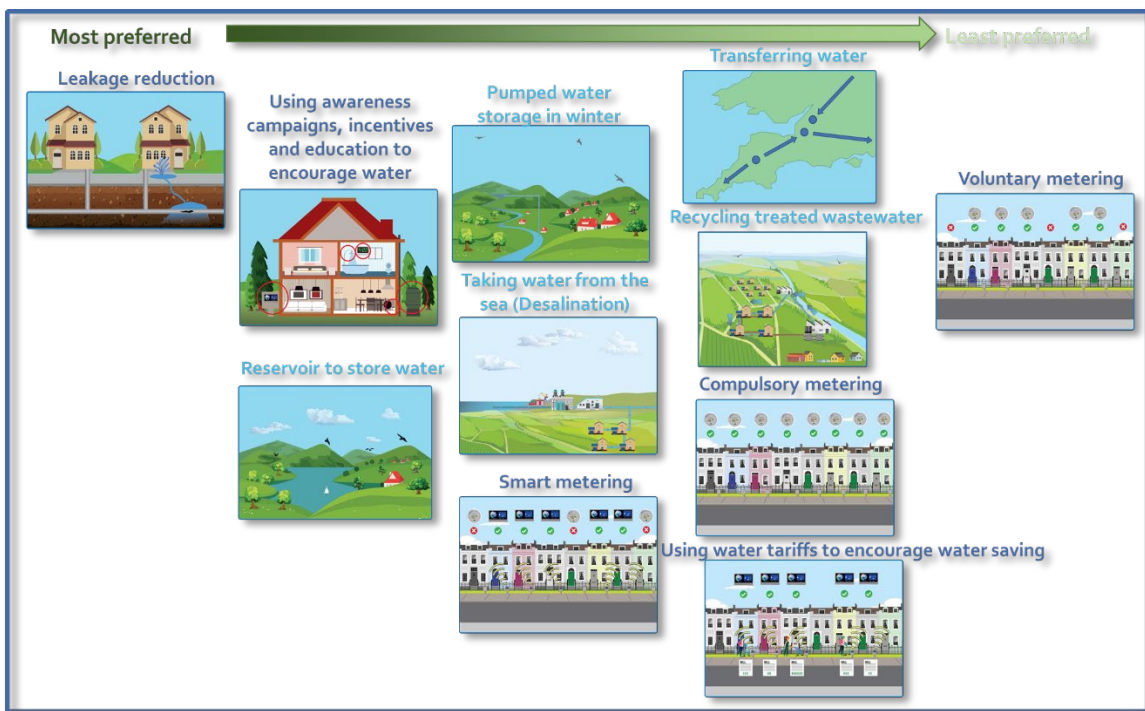 Most preferred
Least preferred
Leakage reduction
Using awareness
campaigns, incentives
and education to
encourage water
Reservoir to store water
Pumped water
storage in winter
Taking water from the
sea (Desalination)
Smart metering
Transferring water
Recycling treated wastewater
Compulsory metering
Using water tariffs to encourage water saving
Voluntary metering